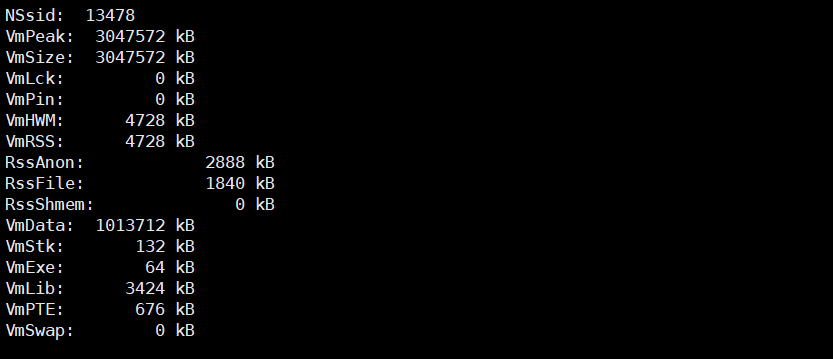 NSsid:  13478
VmPeak:  3047572 kB
VmSize:  3047572 kB
VmLck:         0 kB
VmPin:         0 kB
VmHWM:      4728 kB
VmRSS:      4728 kB
RssAnon:            2888 kB
RssFile:            1840 kB
RssShmem:              0 kB
VmData:  1013712 kB
VmStk:       132 kB
VmExe:        64 kB
VmLib:      3424 kB
VmPTE:       676 kB
VmSwap:        0 kB